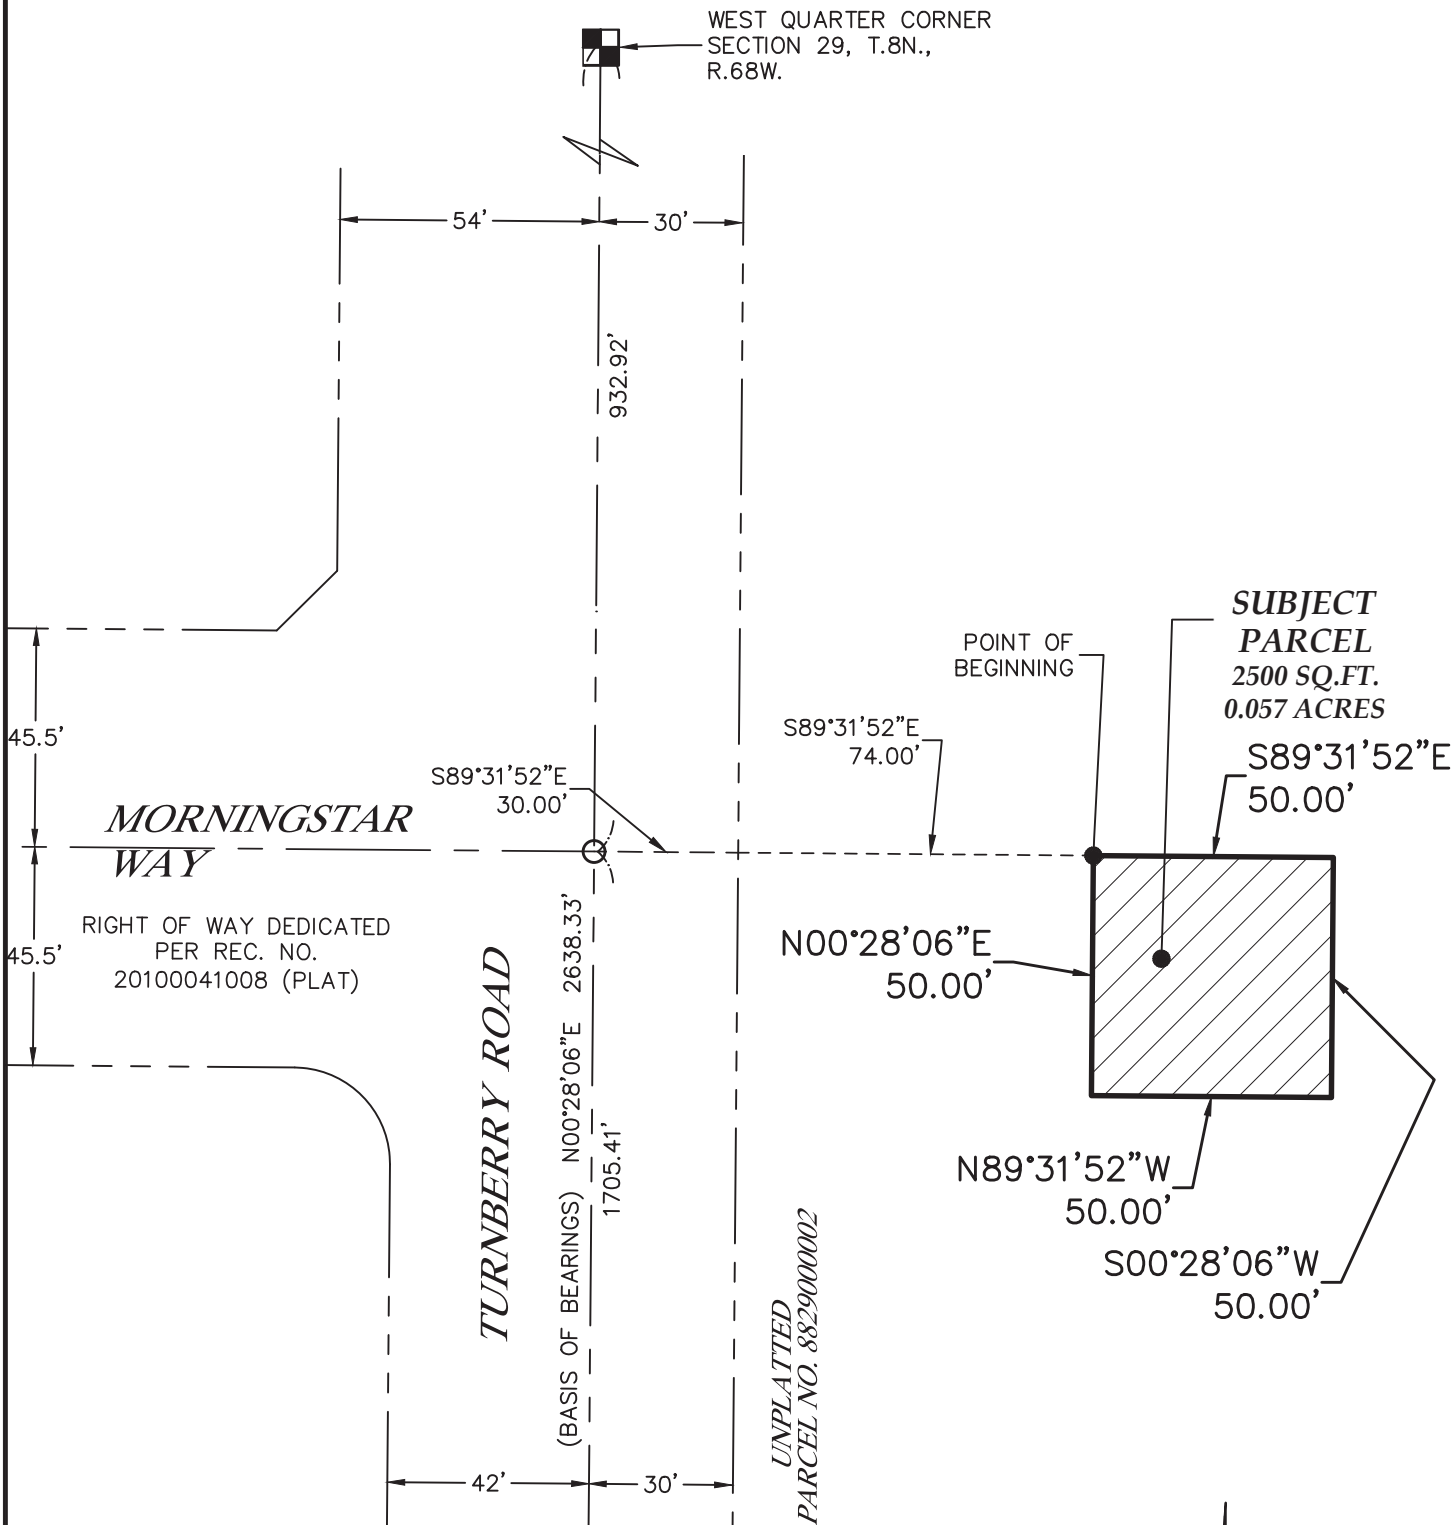 WEST QUARTER CORNER
SECTION 29, T.8N.,
R.68W.
54'
30'
932.92'
SUBJECT
PARCEL
2500 SQ.FT.
0.057 ACRES
POINT OF
BEGINNING
S89°31'52"E
74.00'
S89°31'52"E
50.00'
45.5'
S89°31'52"E
30.00'
MORNINGSTAR
WAY
RIGHT OF WAY DEDICATED
PER REC. NO.
20100041008 (PLAT)
45.5'
N00°28'06"E
50.00'
TURNBERRY ROAD
(BASIS OF BEARINGS) N00°28'06"E 2638.33'
1705.41'
N89°31'52"W
50.00'
S00°28'06"W
50.00'
UNPLATTED
PARCEL NO. 8829000002
42'
30'